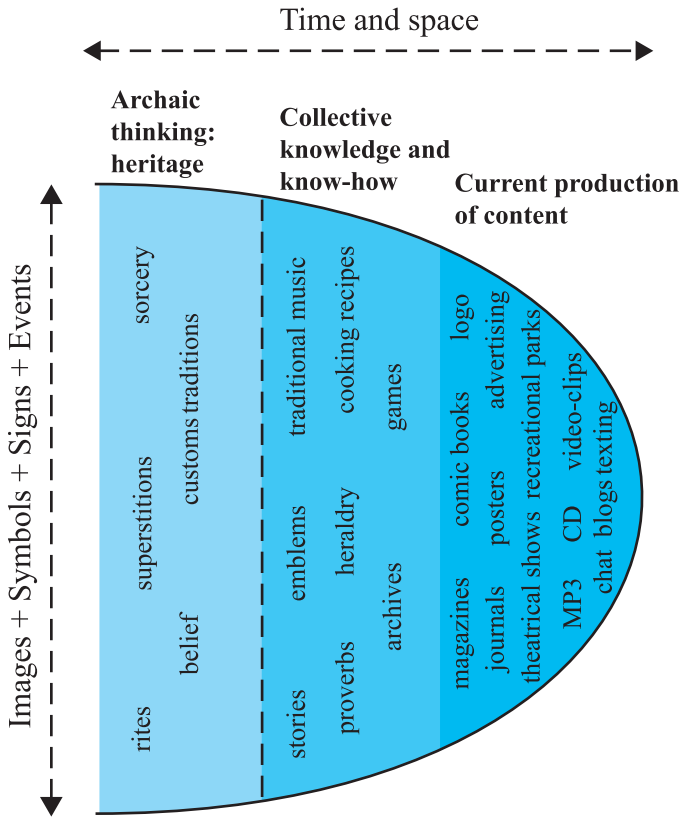 Time and space
Archaic
thinking:
heritage
Collective
knowledge and
know-how
Current production
of content
Images + Symbols + Signs + Events
rites superstitions sorcery
belief customs traditions
stories emblems traditional music
proverbs heraldry cooking recipes
archives games
magazines comic books logo
journals posters advertising
theatrical shows recreational parks
MP3 CD video-clips
chat blogs texting